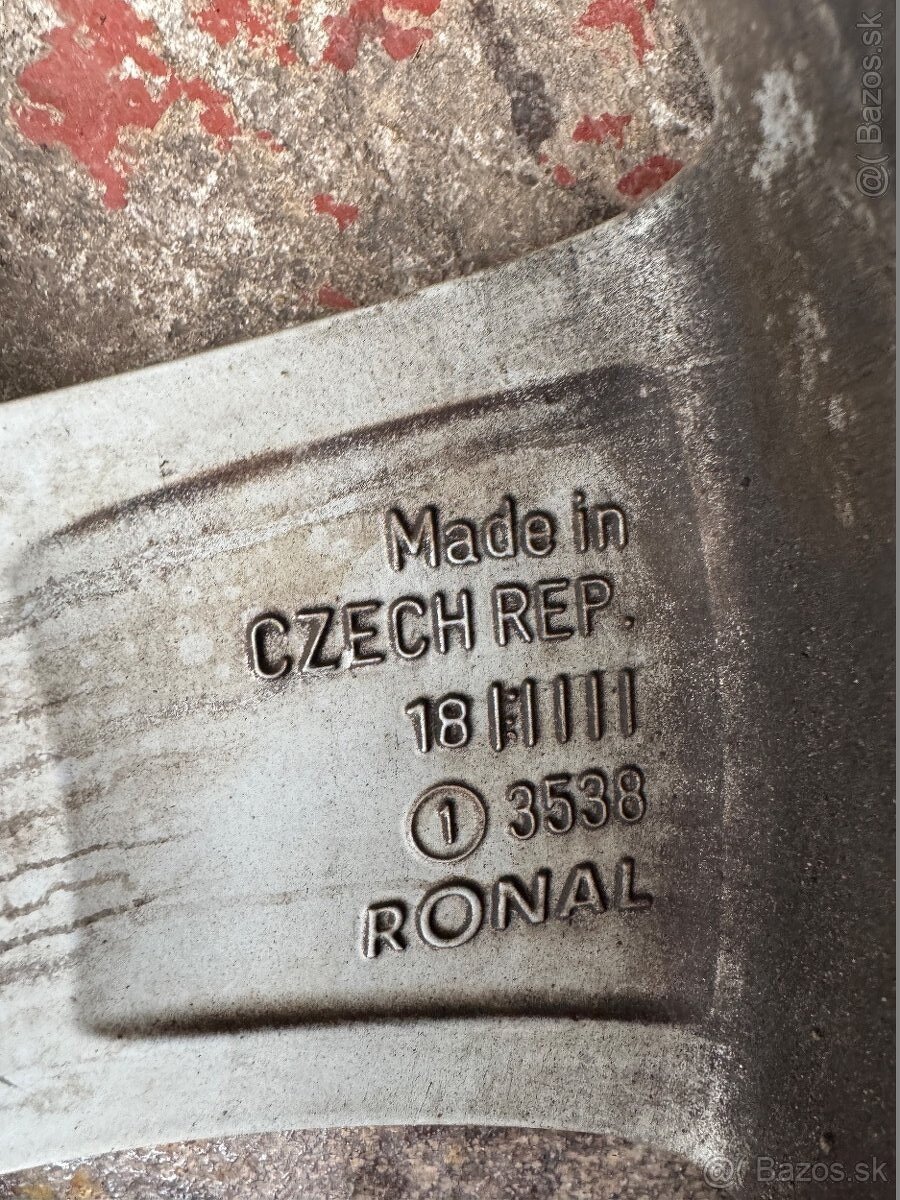 @( Bazos.sk
Made in
CZECH REP.
18 | | | | | |
① 3538
RONAL
@( Bazos.sk